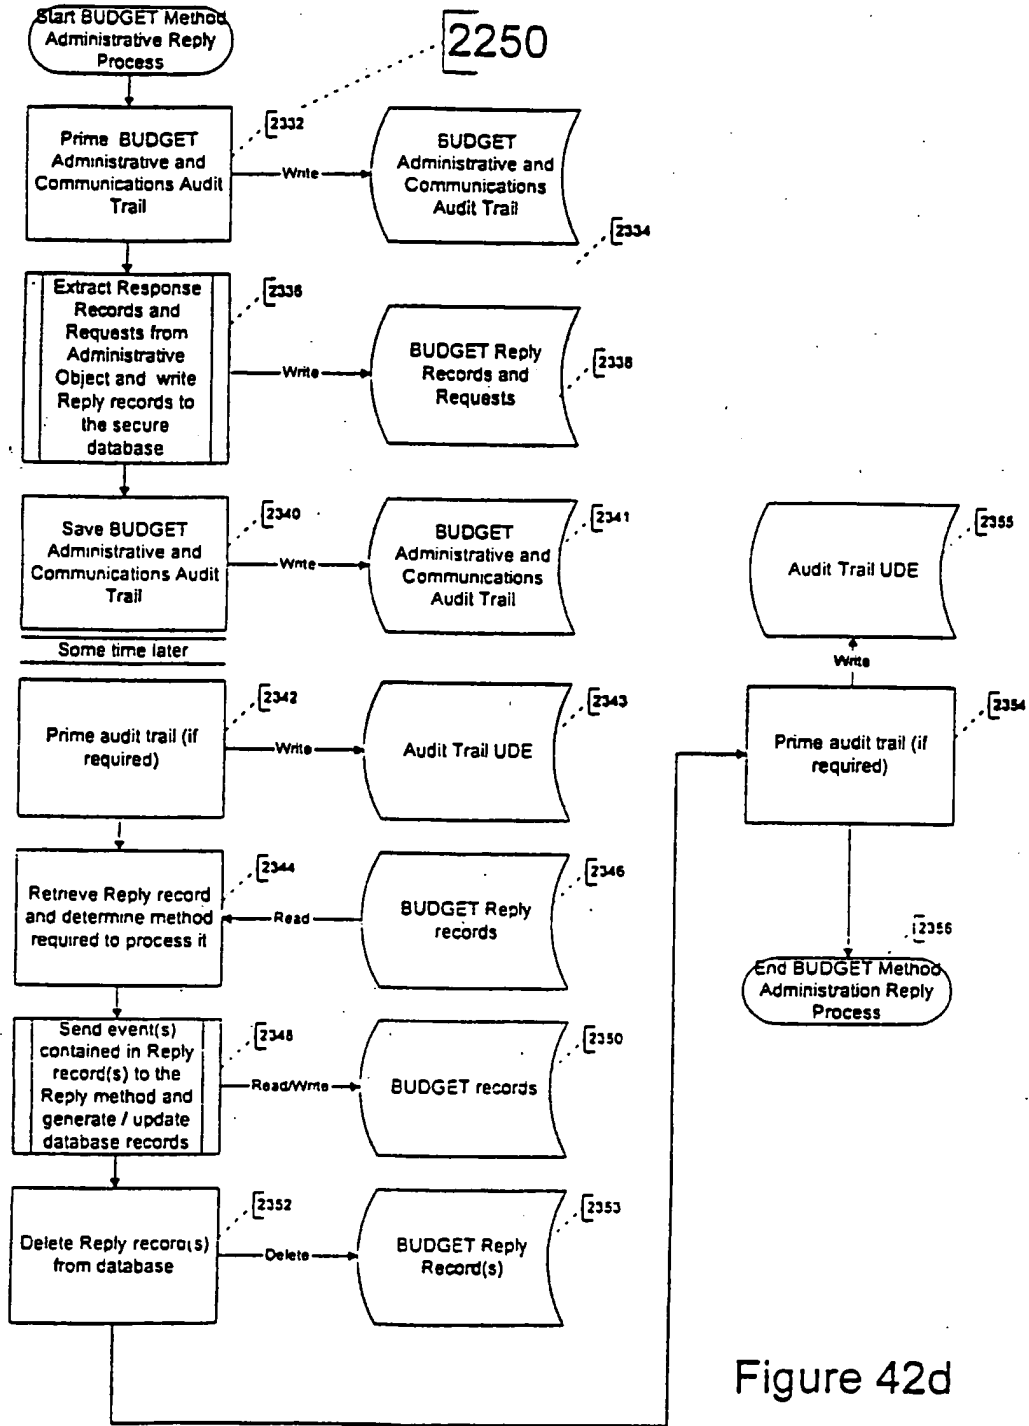 Start BUDGET Method
Administrative Reply
Process
2250
2332
Prime BUDGET
Administrative and
Communications Audit
Trail
Write
BUDGET
Administrative and
Communications
Audit Trail
2334
Extract Response
Records and
Requests from
Administrative
Object and write
Reply records to
the secure
database
2336
Write
BUDGET Reply
Records and
Requests
2338
Save BUDGET
Administrative and
Communications Audit
Trail
2340
Write
BUDGET
Administrative and
Communications
Audit Trail
2341
Some time later
Prime audit trail (if
required)
2342
Write
Audit Trail UDE
2343
Retrieve Reply record
and determine method
required to process it
2344
Read
BUDGET Reply
records
2346
Send event(s)
contained in Reply
record(s) to the
Reply method and
generate / update
database records
2348
Read/Write
BUDGET records
2350
Delete Reply record(s)
from database
2352
Delete
BUDGET Reply
Record(s)
2353
Audit Trail UDE
2355
Write
Prime audit trail (if
required)
2354
2356
End BUDGET Method
Administration Reply
Process
Figure 42d